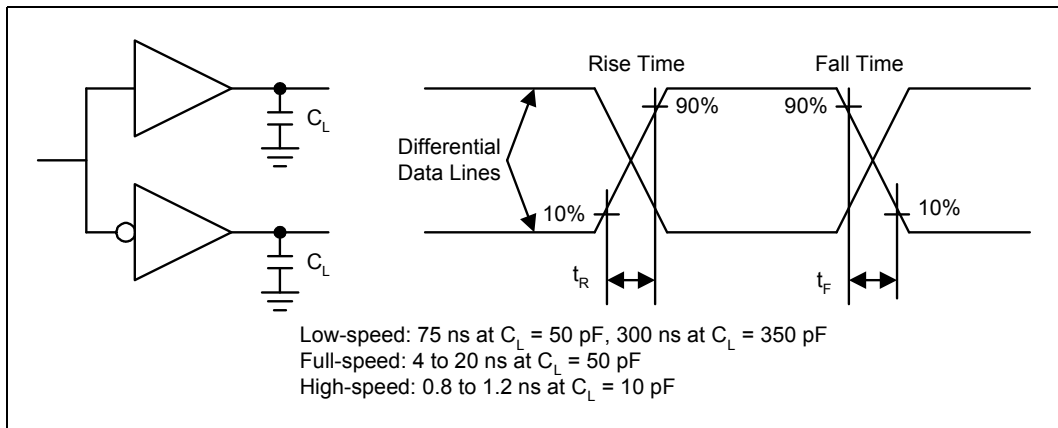 C_L
C_L
Rise Time
Fall Time
90%
90%
Differential
Data Lines
10%
10%
t_R
t_F
Low-speed: 75 ns at C_L = 50 pF, 300 ns at C_L = 350 pF
Full-speed: 4 to 20 ns at C_L = 50 pF
High-speed: 0.8 to 1.2 ns at C_L = 10 pF